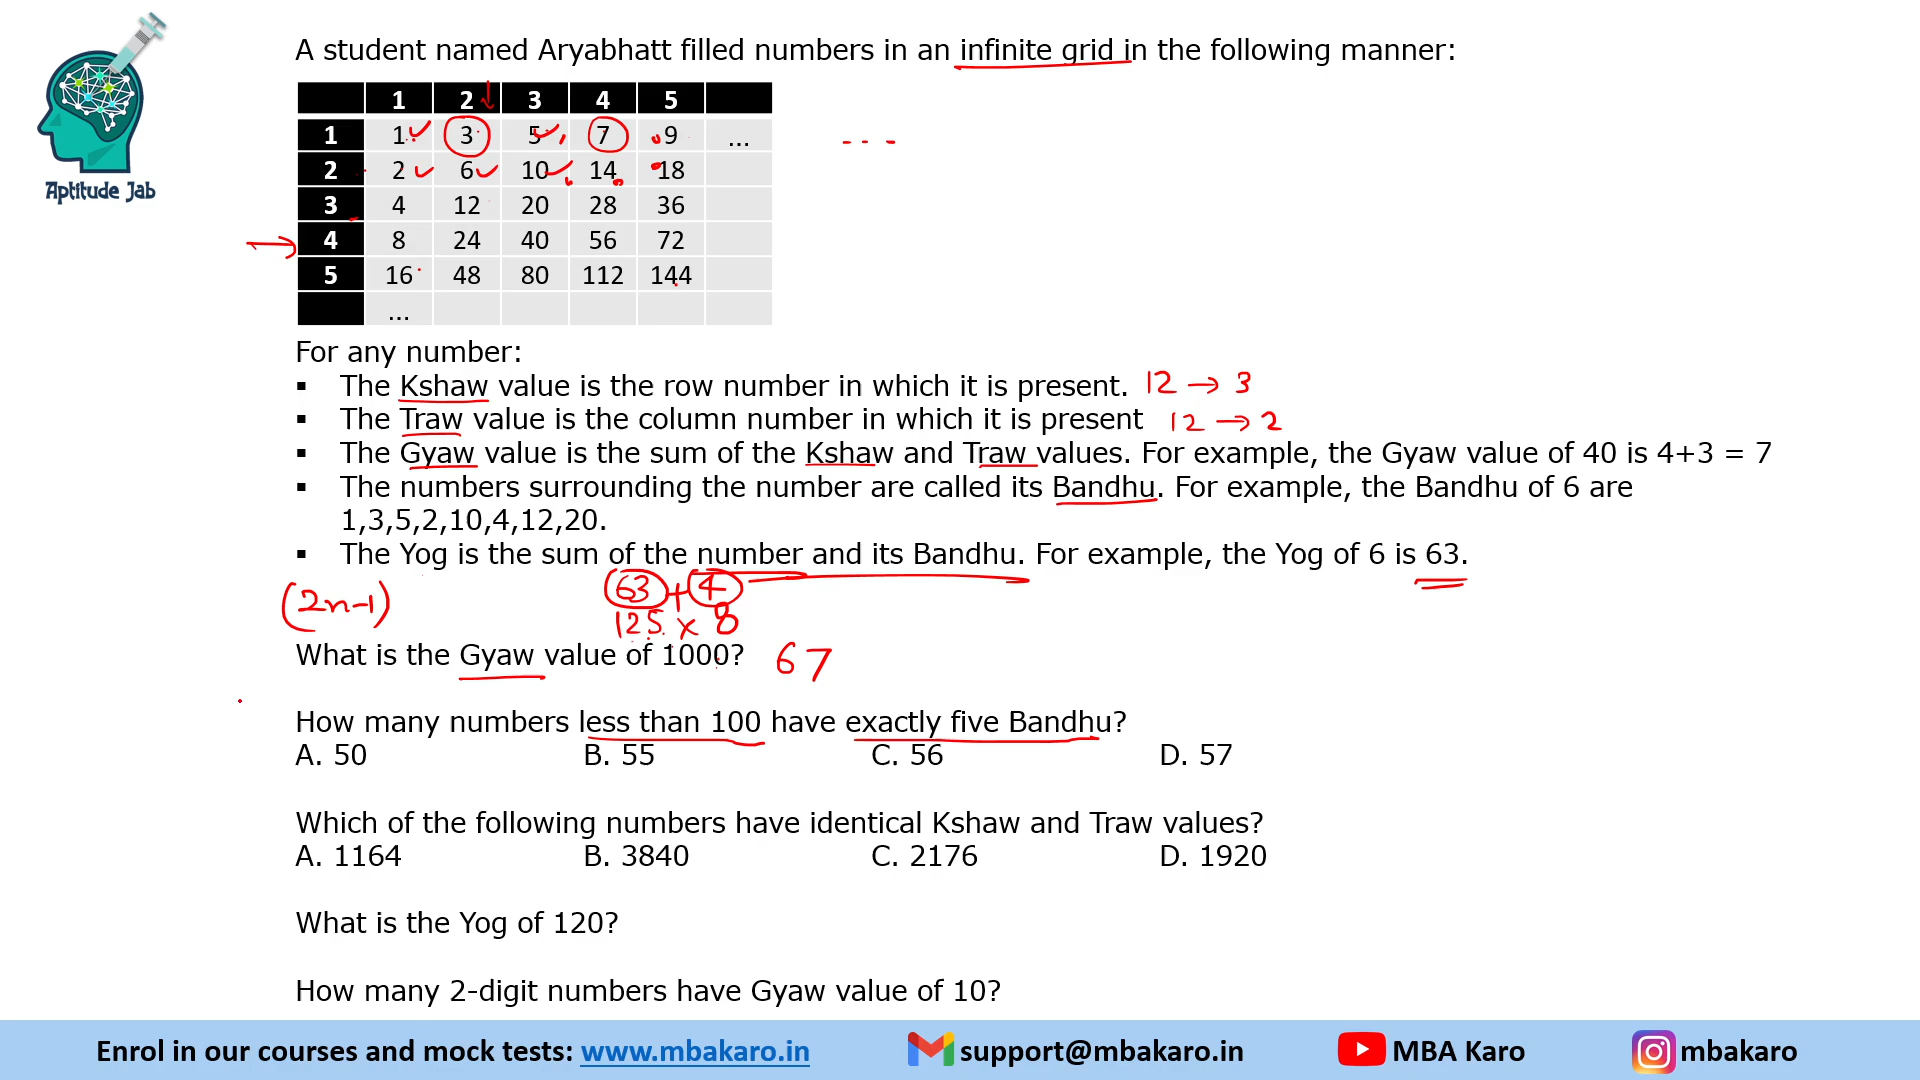 A student named Aryabhatt filled numbers in an infinite grid in the following manner:
Aptitude Jab
1 2 3 4 5
1 1 3 5 7 9 ...
2 2 6 10 14 18
3 4 12 20 28 36
4 8 24 40 56 72
5 16 48 80 112 144
...
For any number:
▪ The Kshaw value is the row number in which it is present. 12 → 3
▪ The Traw value is the column number in which it is present 12 → 2
▪ The Gyaw value is the sum of the Kshaw and Traw values. For example, the Gyaw value of 40 is 4+3 = 7
▪ The numbers surrounding the number are called its Bandhu. For example, the Bandhu of 6 are
1,3,5,2,10,4,12,20.
▪ The Yog is the sum of the number and its Bandhu. For example, the Yog of 6 is 63.
(2n-1) 63 + 4
125 x 8
What is the Gyaw value of 1000? 67
How many numbers less than 100 have exactly five Bandhu?
A. 50 B. 55 C. 56 D. 57
Which of the following numbers have identical Kshaw and Traw values?
A. 1164 B. 3840 C. 2176 D. 1920
What is the Yog of 120?
How many 2-digit numbers have Gyaw value of 10?
Enrol in our courses and mock tests: www.mbakaro.in support@mbakaro.in MBA Karo mbakaro